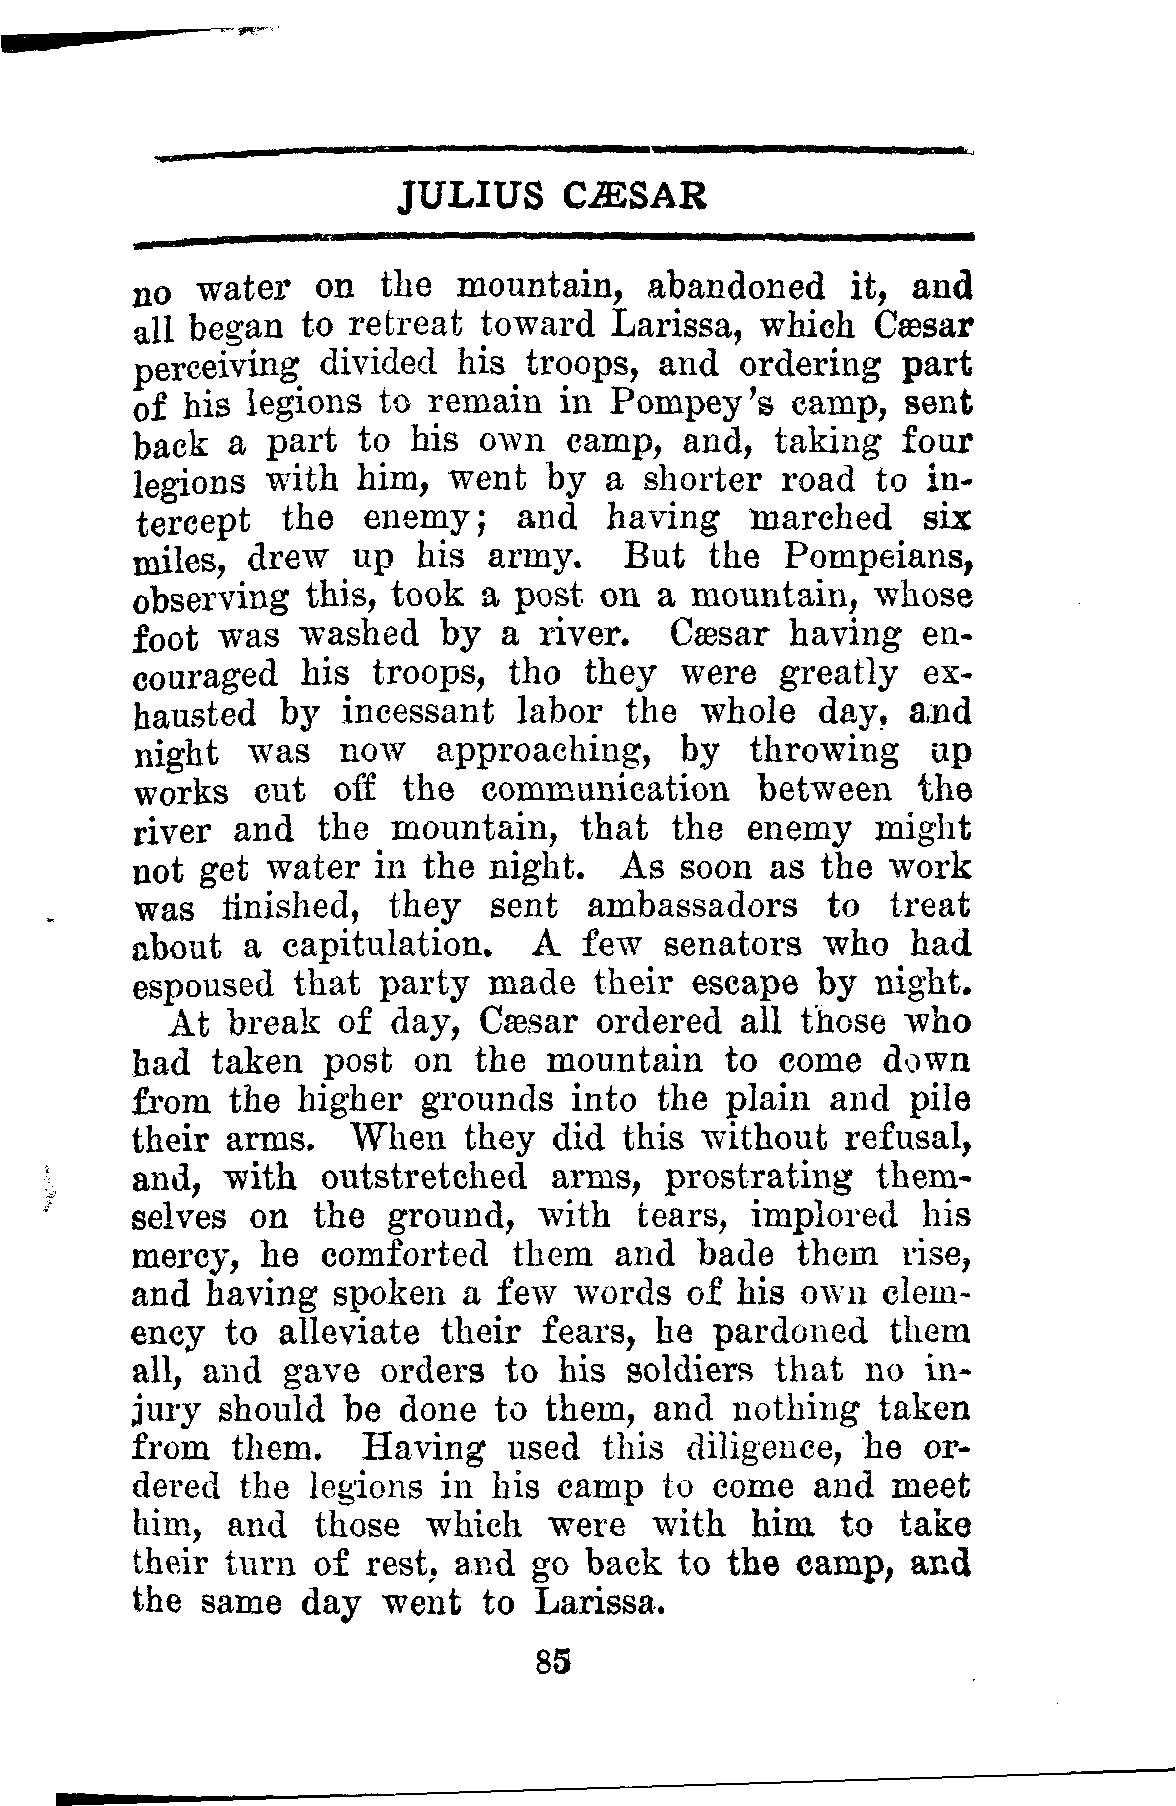 JULIUS CÆSAR
no water on the mountain, abandoned it, and
all began to retreat toward Larissa, which Cæsar
perceiving divided his troops, and ordering part
of his legions to remain in Pompey's camp, sent
back a part to his own camp, and, taking four
legions with him, went by a shorter road to in-
tercept the enemy; and having marched six
miles, drew up his army. But the Pompeians,
observing this, took a post on a mountain, whose
foot was washed by a river. Cæsar having en-
couraged his troops, tho they were greatly ex-
hausted by incessant labor the whole day, and
night was now approaching, by throwing up
works cut off the communication between the
river and the mountain, that the enemy might
not get water in the night. As soon as the work
was finished, they sent ambassadors to treat
about a capitulation. A few senators who had
espoused that party made their escape by night.
At break of day, Cæsar ordered all those who
had taken post on the mountain to come down
from the higher grounds into the plain and pile
their arms. When they did this without refusal,
and, with outstretched arms, prostrating them-
selves on the ground, with tears, implored his
mercy, he comforted them and bade them rise,
and having spoken a few words of his own clem-
ency to alleviate their fears, he pardoned them
all, and gave orders to his soldiers that no in-
jury should be done to them, and nothing taken
from them. Having used this diligence, he or-
dered the legions in his camp to come and meet
him, and those which were with him to take
their turn of rest, and go back to the camp, and
the same day went to Larissa.
85